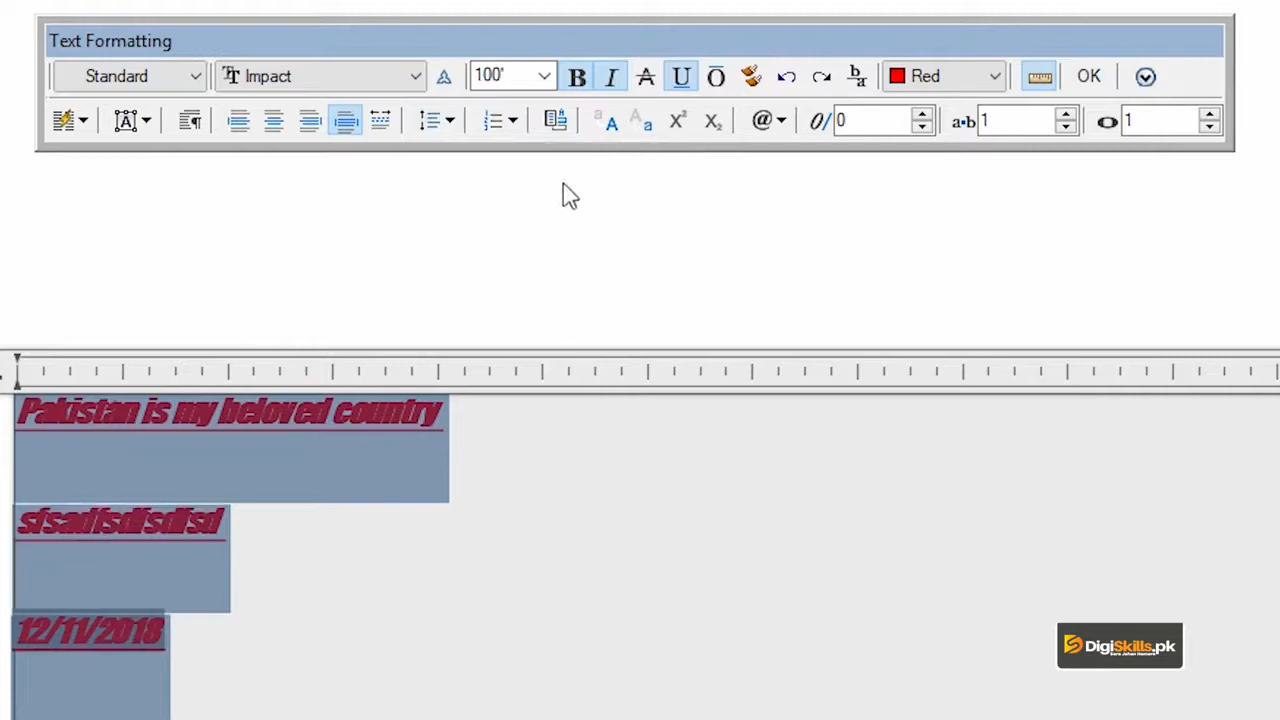 Text Formatting
Standard Impact 100' B I A U O b/a Red OK
@ 0/ 0 a•b 1 1
Pakistan is my beloved country
sfsadfsdfsdfsd
12/11/2018
DigiSkills.pk